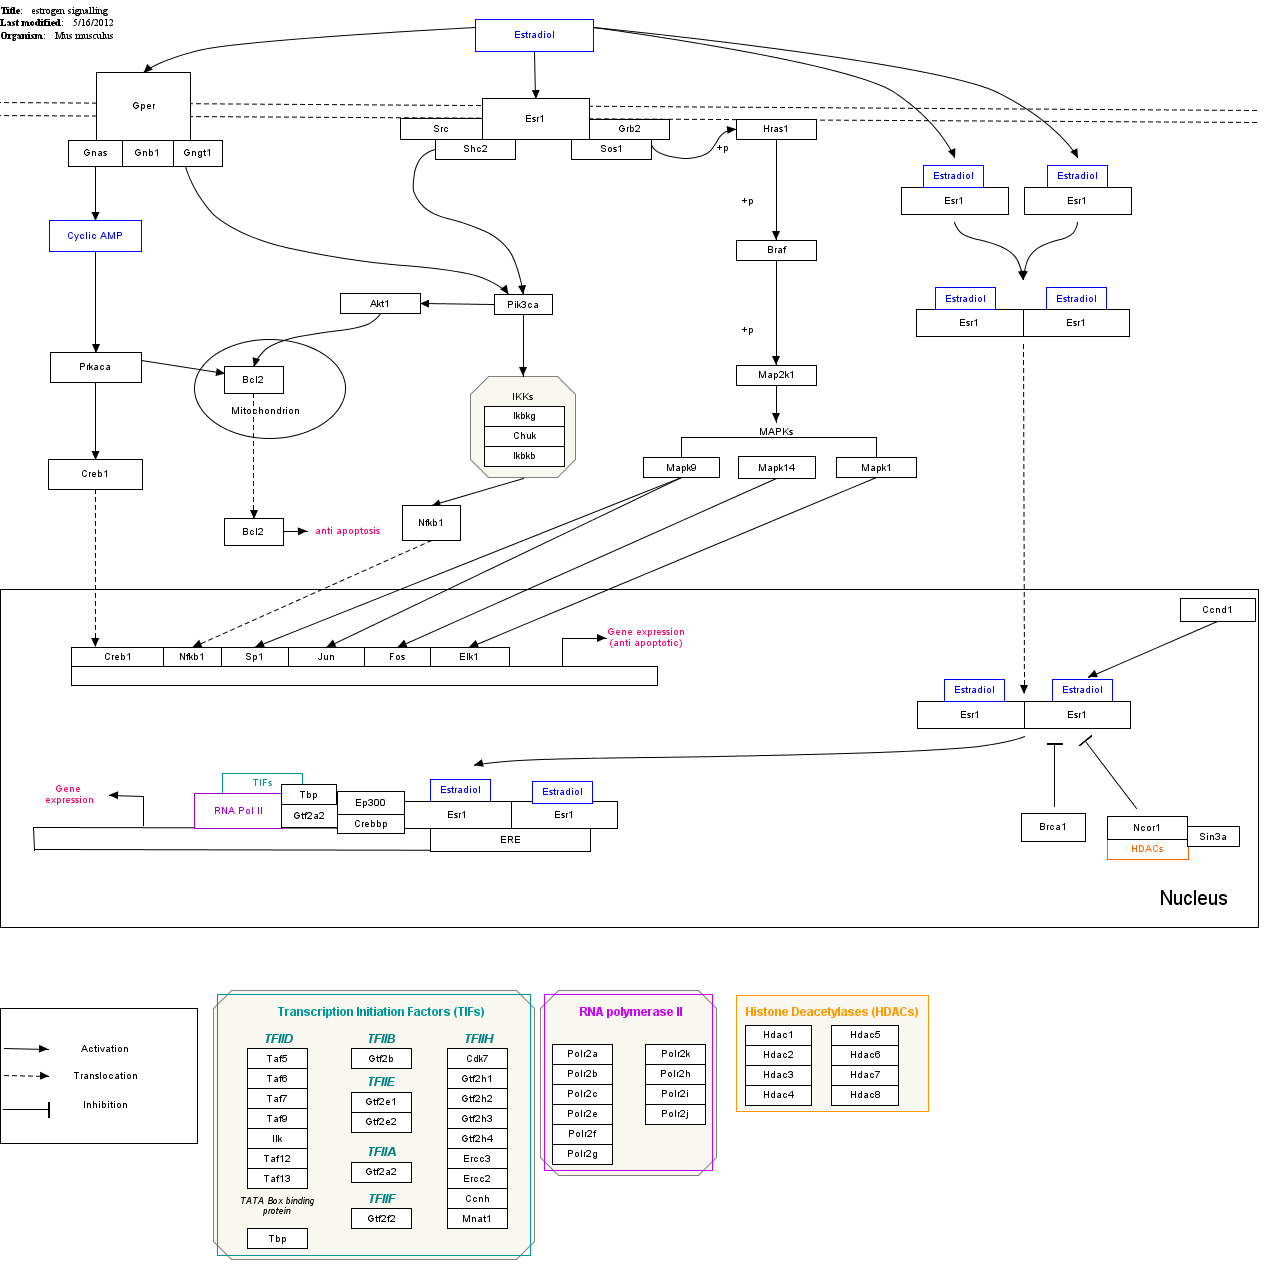 Title: estrogen signalling
Last modified: 5/16/2012
Organism: Mus musculus
Estradiol
Gper
Esr1
Src
Grb2
Hras1
Shc2
Sos1
+p
Gnas
Gnb1
Gngt1
Estradiol
Estradiol
Esr1
Esr1
+p
Cyclic AMP
Braf
Akt1
Pik3ca
Estradiol
Estradiol
Esr1
Esr1
+p
Prkaca
Bcl2
Mitochondrion
Map2k1
IKKs
Ikbkg
Chuk
Ikbkb
MAPKs
Mapk9
Mapk14
Mapk1
Creb1
Nfkb1
Bcl2
anti apoptosis
Ccnd1
Gene expression
(anti apoptotic)
Creb1
Nfkb1
Sp1
Jun
Fos
Elk1
Estradiol
Estradiol
Esr1
Esr1
Gene
expression
TIFs
RNA Pol II
Tbp
Gtf2a2
Ep300
Crebbp
Estradiol
Estradiol
Esr1
Esr1
ERE
Brca1
Ncor1
Sin3a
HDACs
Nucleus
Activation
Translocation
Inhibition
Transcription Initiation Factors (TIFs)
TFIID
Taf5
Taf6
Taf7
Taf9
Ilk
Taf12
Taf13
TATA Box binding
protein
Tbp
TFIIB
Gtf2b
TFIIE
Gtf2e1
Gtf2e2
TFIIA
Gtf2a2
TFIIF
Gtf2f2
TFIIH
Cdk7
Gtf2h1
Gtf2h2
Gtf2h3
Gtf2h4
Ercc3
Ercc2
Ccnh
Mnat1
RNA polymerase II
Polr2a
Polr2b
Polr2c
Polr2e
Polr2f
Polr2g
Polr2k
Polr2h
Polr2i
Polr2j
Histone Deacetylases (HDACs)
Hdac1
Hdac2
Hdac3
Hdac4
Hdac5
Hdac6
Hdac7
Hdac8